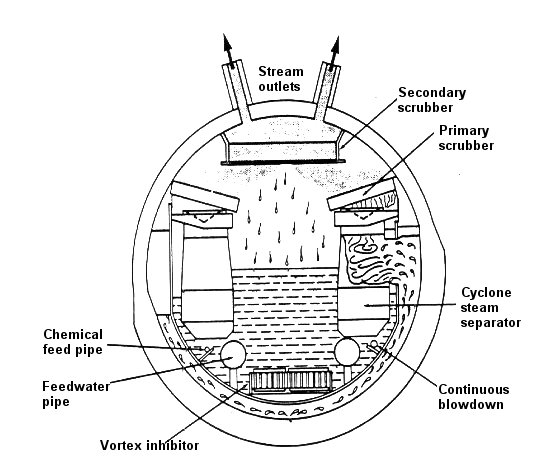 Stream
outlets
Secondary
scrubber
Primary
scrubber
Cyclone
steam
separator
Chemical
feed pipe
Feedwater
pipe
Continuous
blowdown
Vortex inhibitor